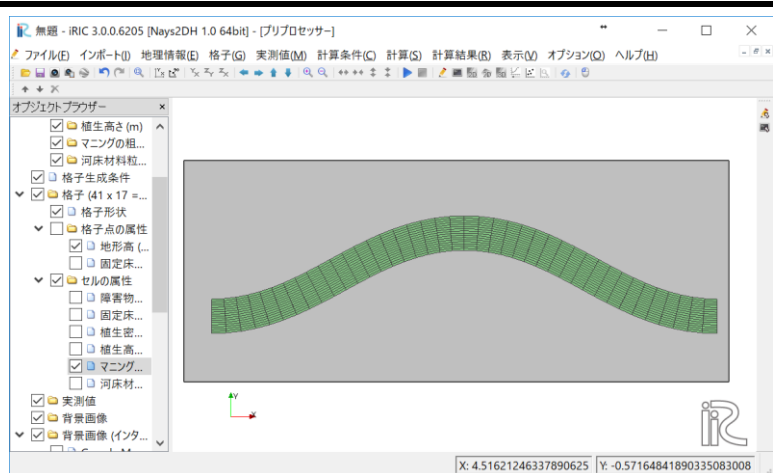 無題 - iRIC 3.0.0.6205 [Nays2DH 1.0 64bit] - [プリプロセッサー]
ファイル(F) インポート(I) 地理情報(E) 格子(G) 実測値(M) 計算条件(C) 計算(S) 計算結果(R) 表示(V) オプション(O) ヘルプ(H)
オブジェクトブラウザー
植生高さ (m)
マニングの粗...
河床材料粒...
格子生成条件
格子 (41 x 17 =...
格子形状
格子点の属性
地形高 (...
固定床...
セルの属性
障害物...
固定床...
植生密...
植生高...
マニング...
河床材...
実測値
背景画像
背景画像 (インタ...
Y
X
iRIC
X: 4.51621246337890625
Y: -0.57164841890335083008